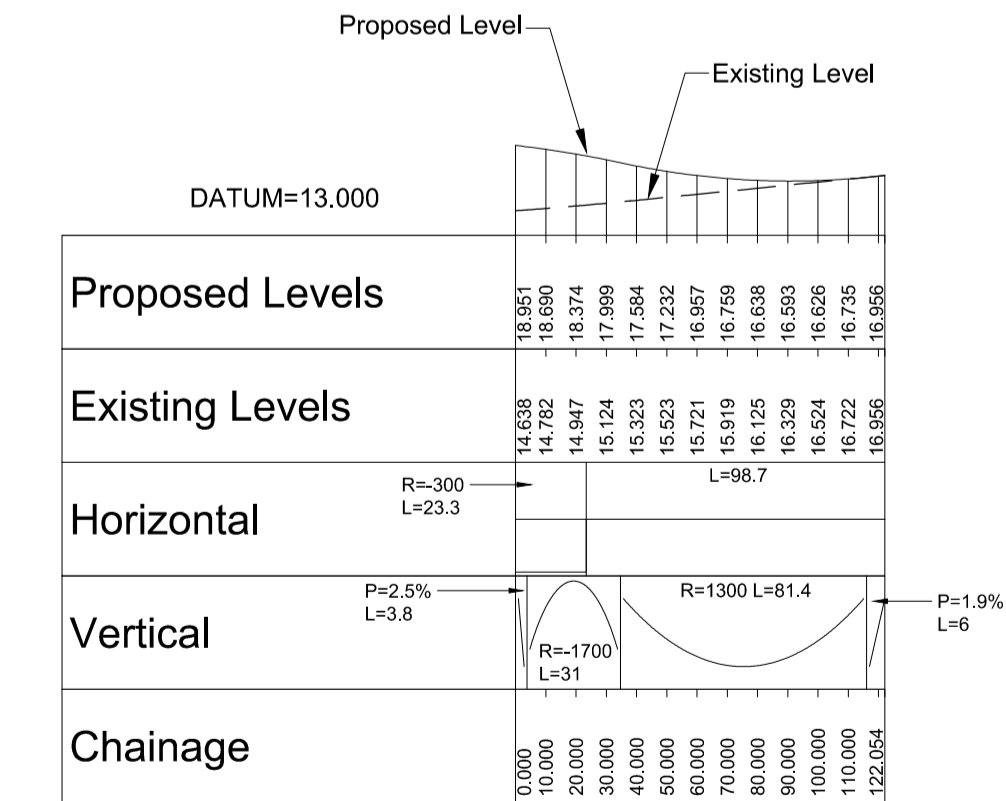 Proposed Level
Existing Level
DATUM=13.000
Proposed Levels
18.951
18.690
18.374
17.999
17.584
17.232
16.957
16.759
16.638
16.593
16.626
16.735
16.956
Existing Levels
14.638
14.782
14.947
15.124
15.323
15.523
15.721
15.919
16.125
16.329
16.524
16.722
16.956
Horizontal
R=-300
L=23.3
L=98.7
Vertical
P=2.5%
L=3.8
R=-1700
L=31
R=1300 L=81.4
P=1.9%
L=6
Chainage
0.000
10.000
20.000
30.000
40.000
50.000
60.000
70.000
80.000
90.000
100.000
110.000
122.054